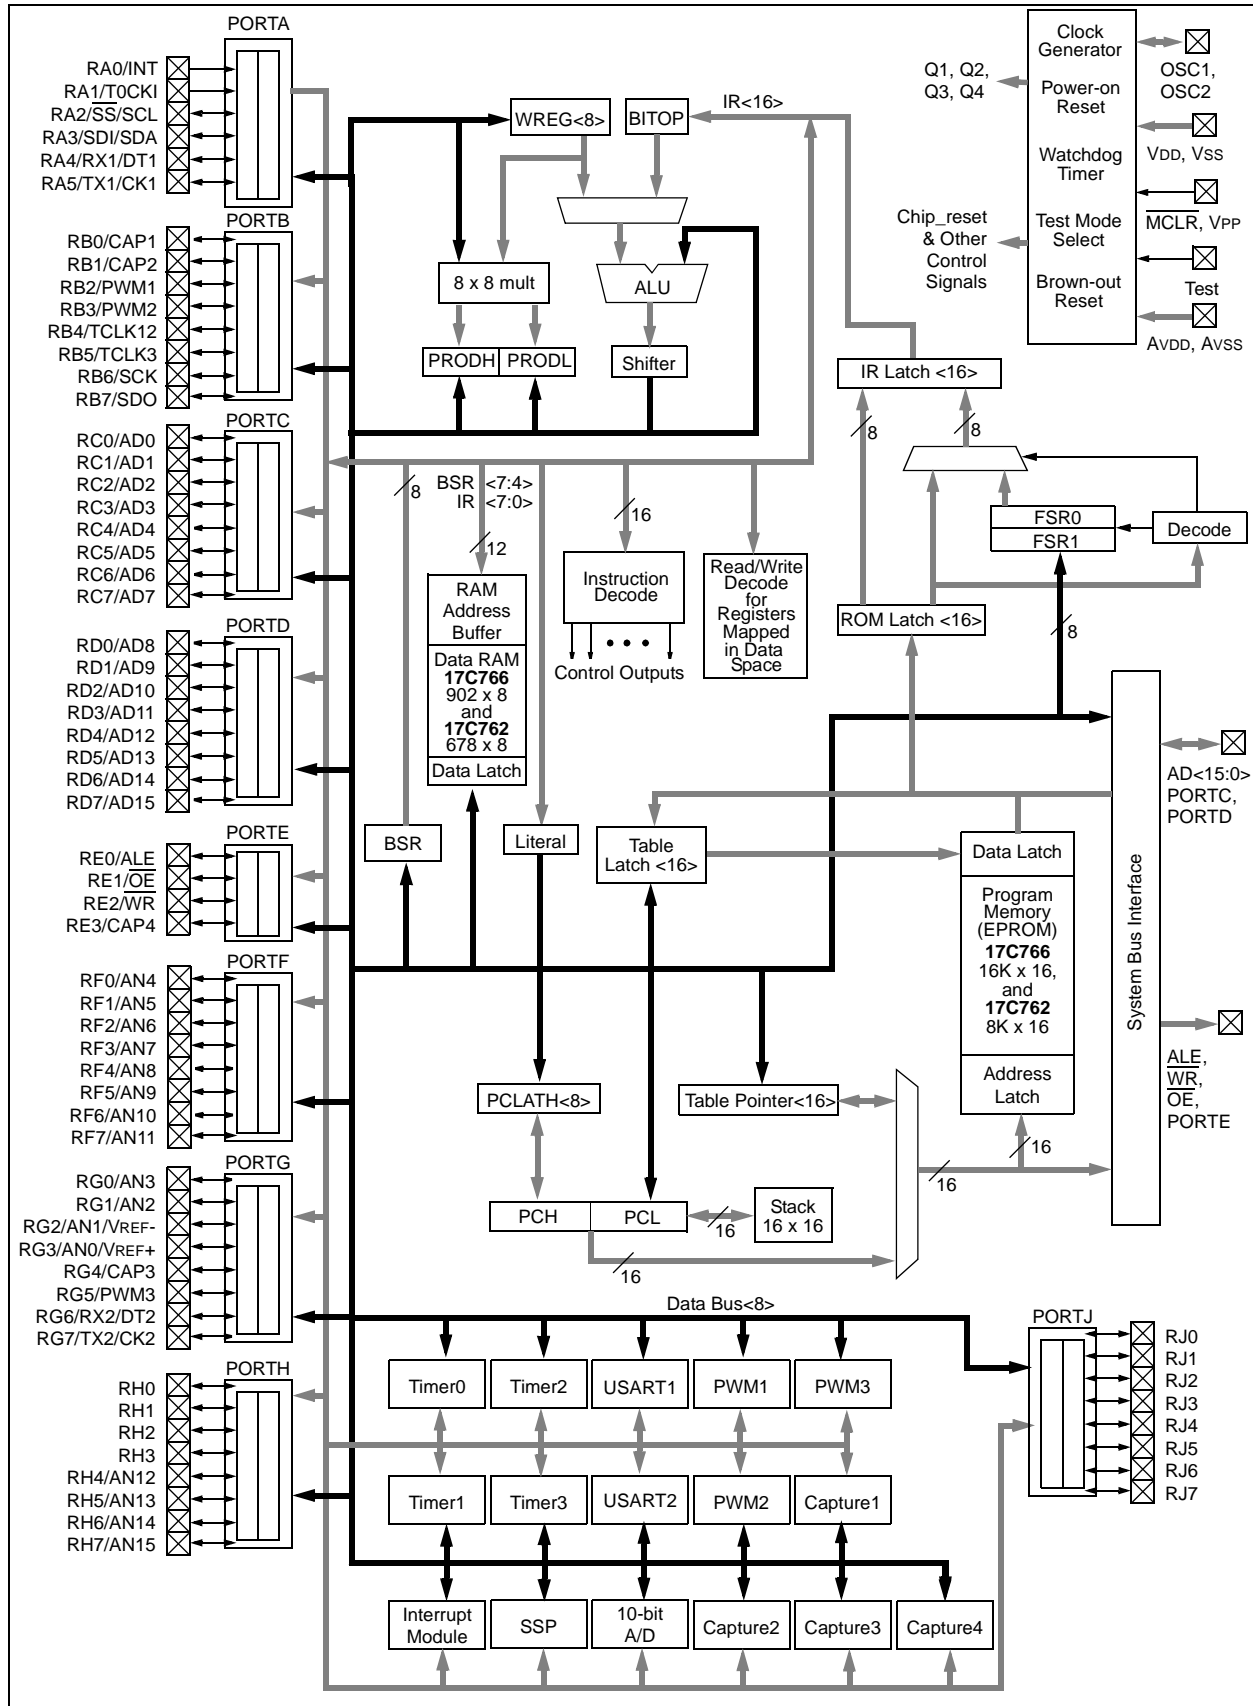 PORTA
RA0/INT
RA1/T0CKI
RA2/SS/SCL
RA3/SDI/SDA
RA4/RX1/DT1
RA5/TX1/CK1
PORTB
RB0/CAP1
RB1/CAP2
RB2/PWM1
RB3/PWM2
RB4/TCLK12
RB5/TCLK3
RB6/SCK
RB7/SDO
PORTC
RC0/AD0
RC1/AD1
RC2/AD2
RC3/AD3
RC4/AD4
RC5/AD5
RC6/AD6
RC7/AD7
PORTD
RD0/AD8
RD1/AD9
RD2/AD10
RD3/AD11
RD4/AD12
RD5/AD13
RD6/AD14
RD7/AD15
PORTE
RE0/ALE
RE1/OE
RE2/WR
RE3/CAP4
PORTF
RF0/AN4
RF1/AN5
RF2/AN6
RF3/AN7
RF4/AN8
RF5/AN9
RF6/AN10
RF7/AN11
PORTG
RG0/AN3
RG1/AN2
RG2/AN1/VREF-
RG3/AN0/VREF+
RG4/CAP3
RG5/PWM3
RG6/RX2/DT2
RG7/TX2/CK2
PORTH
RH0
RH1
RH2
RH3
RH4/AN12
RH5/AN13
RH6/AN14
RH7/AN15
WREG<8>
BITOP
IR<16>
8 x 8 mult
ALU
PRODH
PRODL
Shifter
Q1, Q2,
Q3, Q4
Chip_reset
& Other
Control
Signals
Clock
Generator
Power-on
Reset
Watchdog
Timer
Test Mode
Select
Brown-out
Reset
OSC1,
OSC2
VDD, VSS
MCLR, VPP
Test
AVDD, AVSS
IR Latch <16>
8
8
FSR0
FSR1
Decode
ROM Latch <16>
8
8
BSR <7:4>
IR <7:0>
12
16
RAM
Address
Buffer
Data RAM
17C766
902 x 8
and
17C762
678 x 8
Data Latch
Instruction
Decode
Control Outputs
Read/Write
Decode
for
Registers
Mapped
in Data
Space
BSR
Literal
Table
Latch <16>
Data Latch
Program
Memory
(EPROM)
17C766
16K x 16,
and
17C762
8K x 16
Address
Latch
16
System Bus Interface
AD<15:0>
PORTC,
PORTD
ALE,
WR,
OE,
PORTE
PCLATH<8>
Table Pointer<16>
16
PCH
PCL
16
Stack
16 x 16
16
Data Bus<8>
Timer0
Timer2
USART1
PWM1
PWM3
Timer1
Timer3
USART2
PWM2
Capture1
Interrupt
Module
SSP
10-bit
A/D
Capture2
Capture3
Capture4
PORTJ
RJ0
RJ1
RJ2
RJ3
RJ4
RJ5
RJ6
RJ7